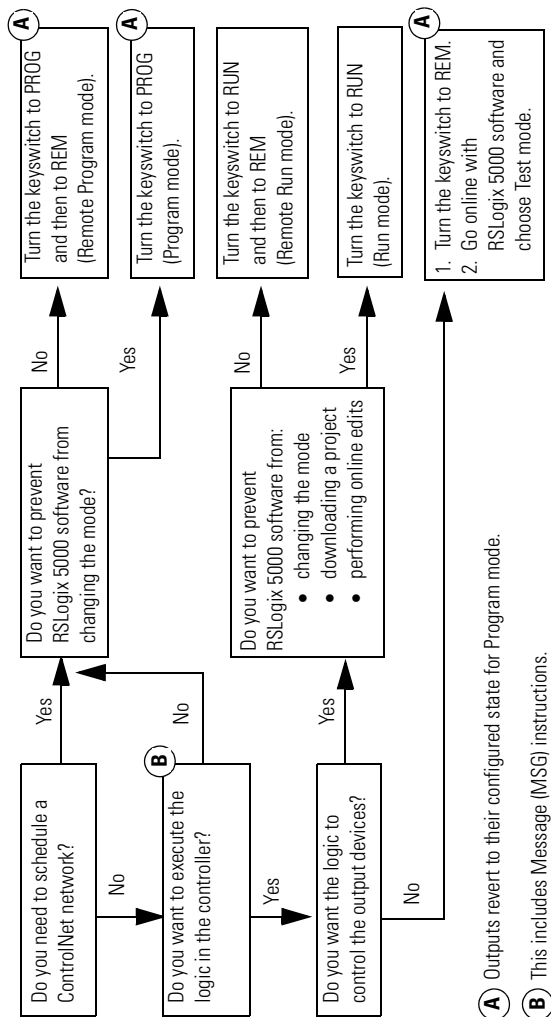 Do you need to schedule a
ControlNet network?
Yes
No
Do you want to prevent
RSLogix 5000 software from
changing the mode?
No
Yes
Turn the keyswitch to PROG
and then to REM
(Remote Program mode).
A
Turn the keyswitch to PROG
(Program mode).
A
Do you want to execute the
logic in the controller?
B
No
Yes
Do you want the logic to
control the output devices?
Yes
No
Do you want to prevent
RSLogix 5000 software from:
• changing the mode
• downloading a project
• performing online edits
No
Yes
Turn the keyswitch to RUN
and then to REM
(Remote Run mode).
Turn the keyswitch to RUN
(Run mode).
1. Turn the keyswitch to REM.
2. Go online with
RSLogix 5000 software and
choose Test mode.
A
A Outputs revert to their configured state for Program mode.
B This includes Message (MSG) instructions.